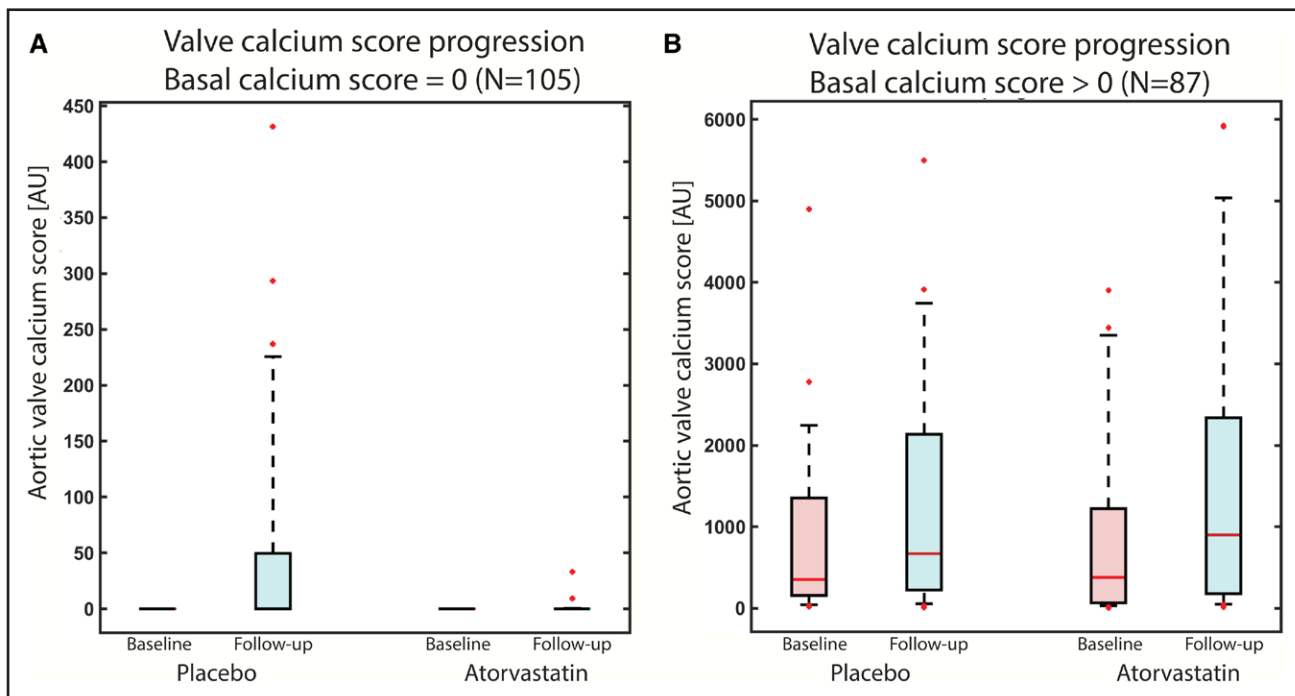 A
Valve calcium score progression
Basal calcium score = 0 (N=105)
Aortic valve calcium score [AU]
450
400
350
300
250
200
150
100
50
0
Baseline
Follow-up
Baseline
Follow-up
Placebo
Atorvastatin
B
Valve calcium score progression
Basal calcium score > 0 (N=87)
Aortic valve calcium score [AU]
6000
5000
4000
3000
2000
1000
0
Baseline
Follow-up
Baseline
Follow-up
Placebo
Atorvastatin